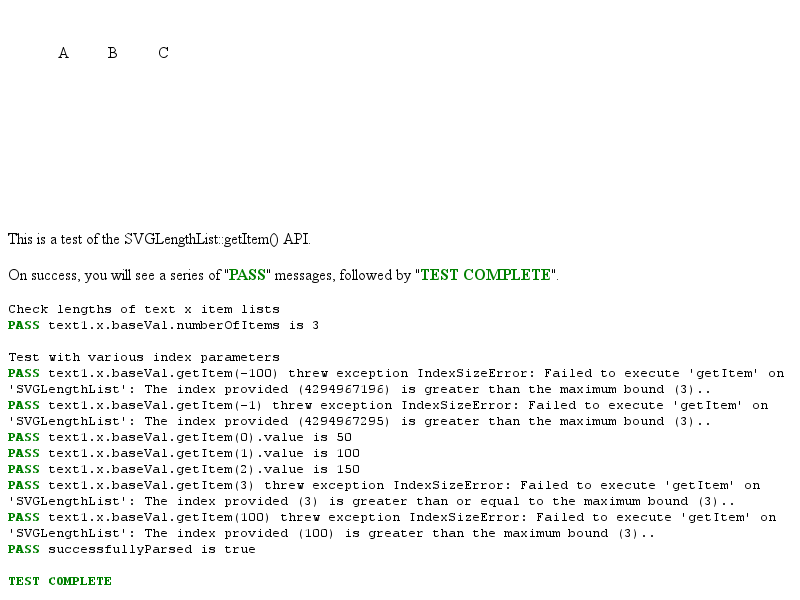 A B C
This is a test of the SVGLengthList::getItem() API.
On success, you will see a series of "PASS" messages, followed by "TEST COMPLETE".
Check lengths of text x item lists
PASS text1.x.baseVal.numberOfItems is 3
Test with various index parameters
PASS text1.x.baseVal.getItem(-100) threw exception IndexSizeError: Failed to execute 'getItem' on
'SVGLengthList': The index provided (4294967196) is greater than the maximum bound (3)..
PASS text1.x.baseVal.getItem(-1) threw exception IndexSizeError: Failed to execute 'getItem' on
'SVGLengthList': The index provided (4294967295) is greater than the maximum bound (3)..
PASS text1.x.baseVal.getItem(0).value is 50
PASS text1.x.baseVal.getItem(1).value is 100
PASS text1.x.baseVal.getItem(2).value is 150
PASS text1.x.baseVal.getItem(3) threw exception IndexSizeError: Failed to execute 'getItem' on
'SVGLengthList': The index provided (3) is greater than or equal to the maximum bound (3)..
PASS text1.x.baseVal.getItem(100) threw exception IndexSizeError: Failed to execute 'getItem' on
'SVGLengthList': The index provided (100) is greater than the maximum bound (3)..
PASS successfullyParsed is true
TEST COMPLETE